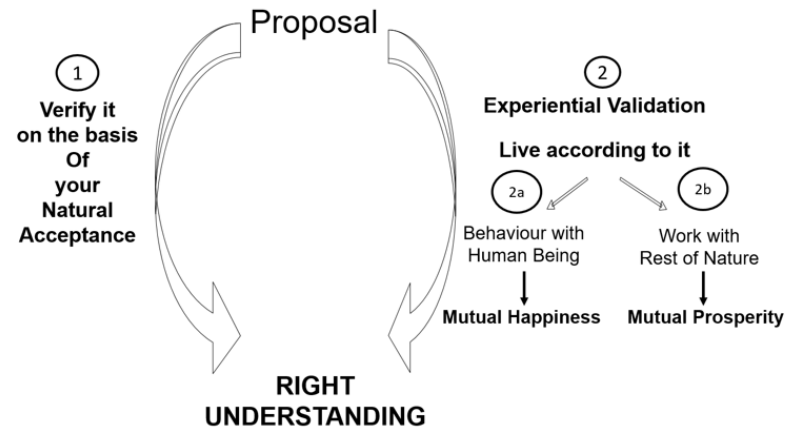 Proposal
1
Verify it
on the basis
Of
your
Natural
Acceptance
2
Experiential Validation
Live according to it
2a
Behaviour with
Human Being
Mutual Happiness
2b
Work with
Rest of Nature
Mutual Prosperity
RIGHT
UNDERSTANDING